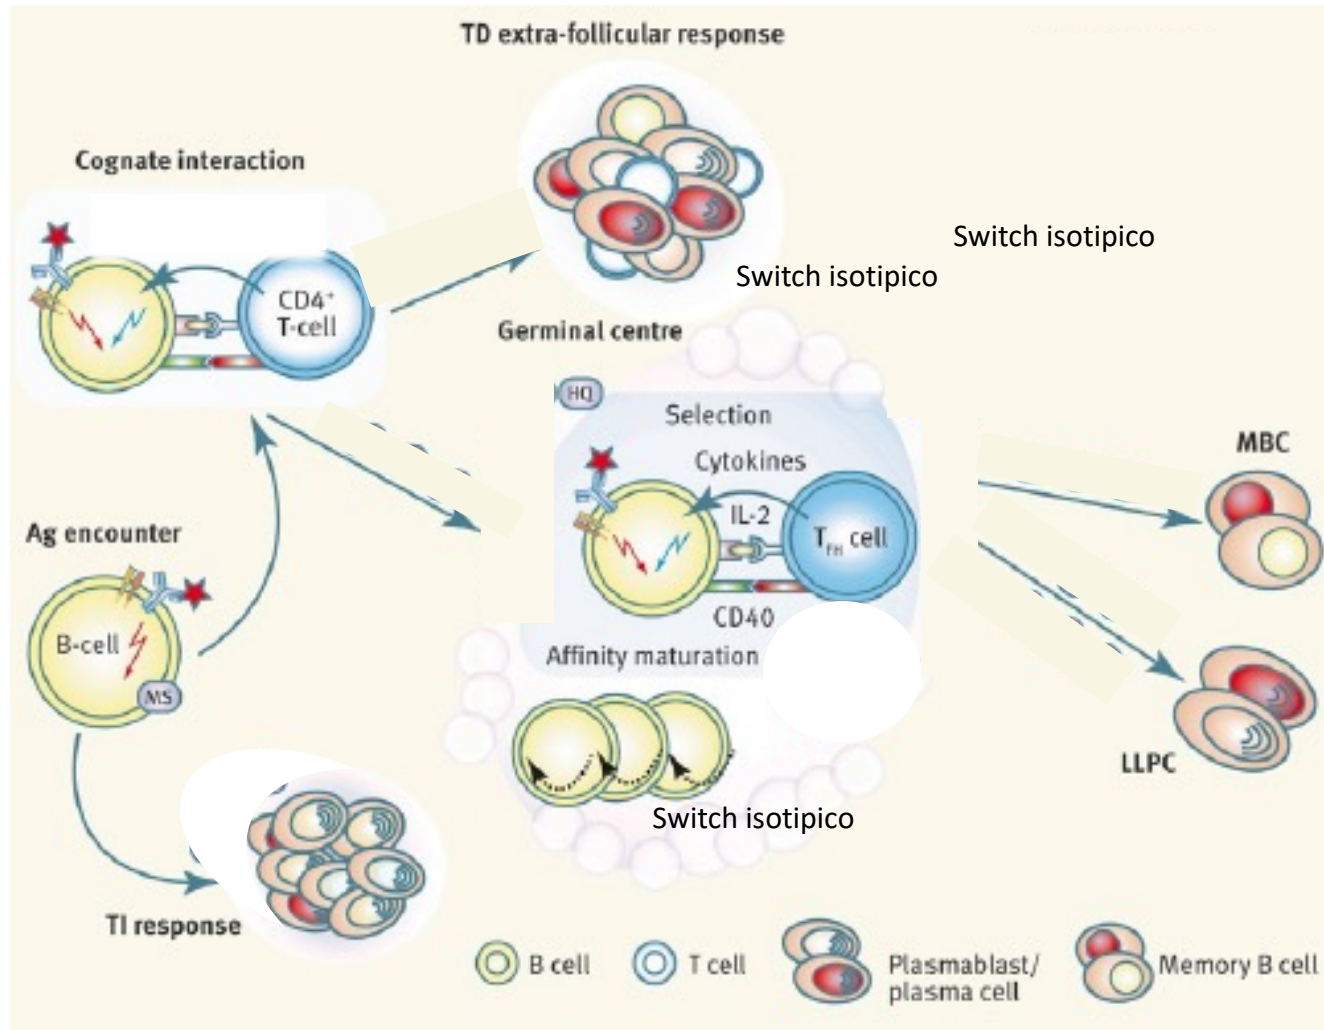 TD extra-follicular response
Cognate interaction
CD4+
T-cell
Switch isotipico
Switch isotipico
Germinal centre
HQ
Selection
Cytokines
IL-2
TFH cell
CD40
Affinity maturation
Switch isotipico
MBC
LLPC
Ag encounter
B-cell
MS
TI response
B cell
T cell
Plasmablast/
plasma cell
Memory B cell